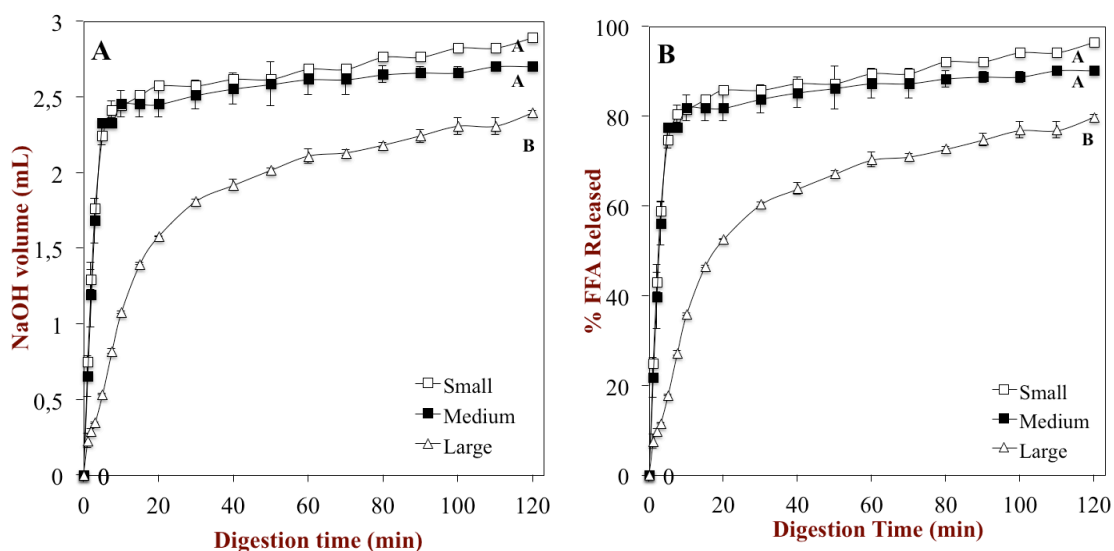 A
NaOH volume (mL)
3
2.5
2
1.5
1
0,5
0
0
0 20 40 60 80 100 120
Digestion time (min)
A
A
B
Small
Medium
Large
B
% FFA Released
100
80
60
40
20
0
0
0 20 40 60 80 100 120
Digestion Time (min)
A
A
B
Small
Medium
Large